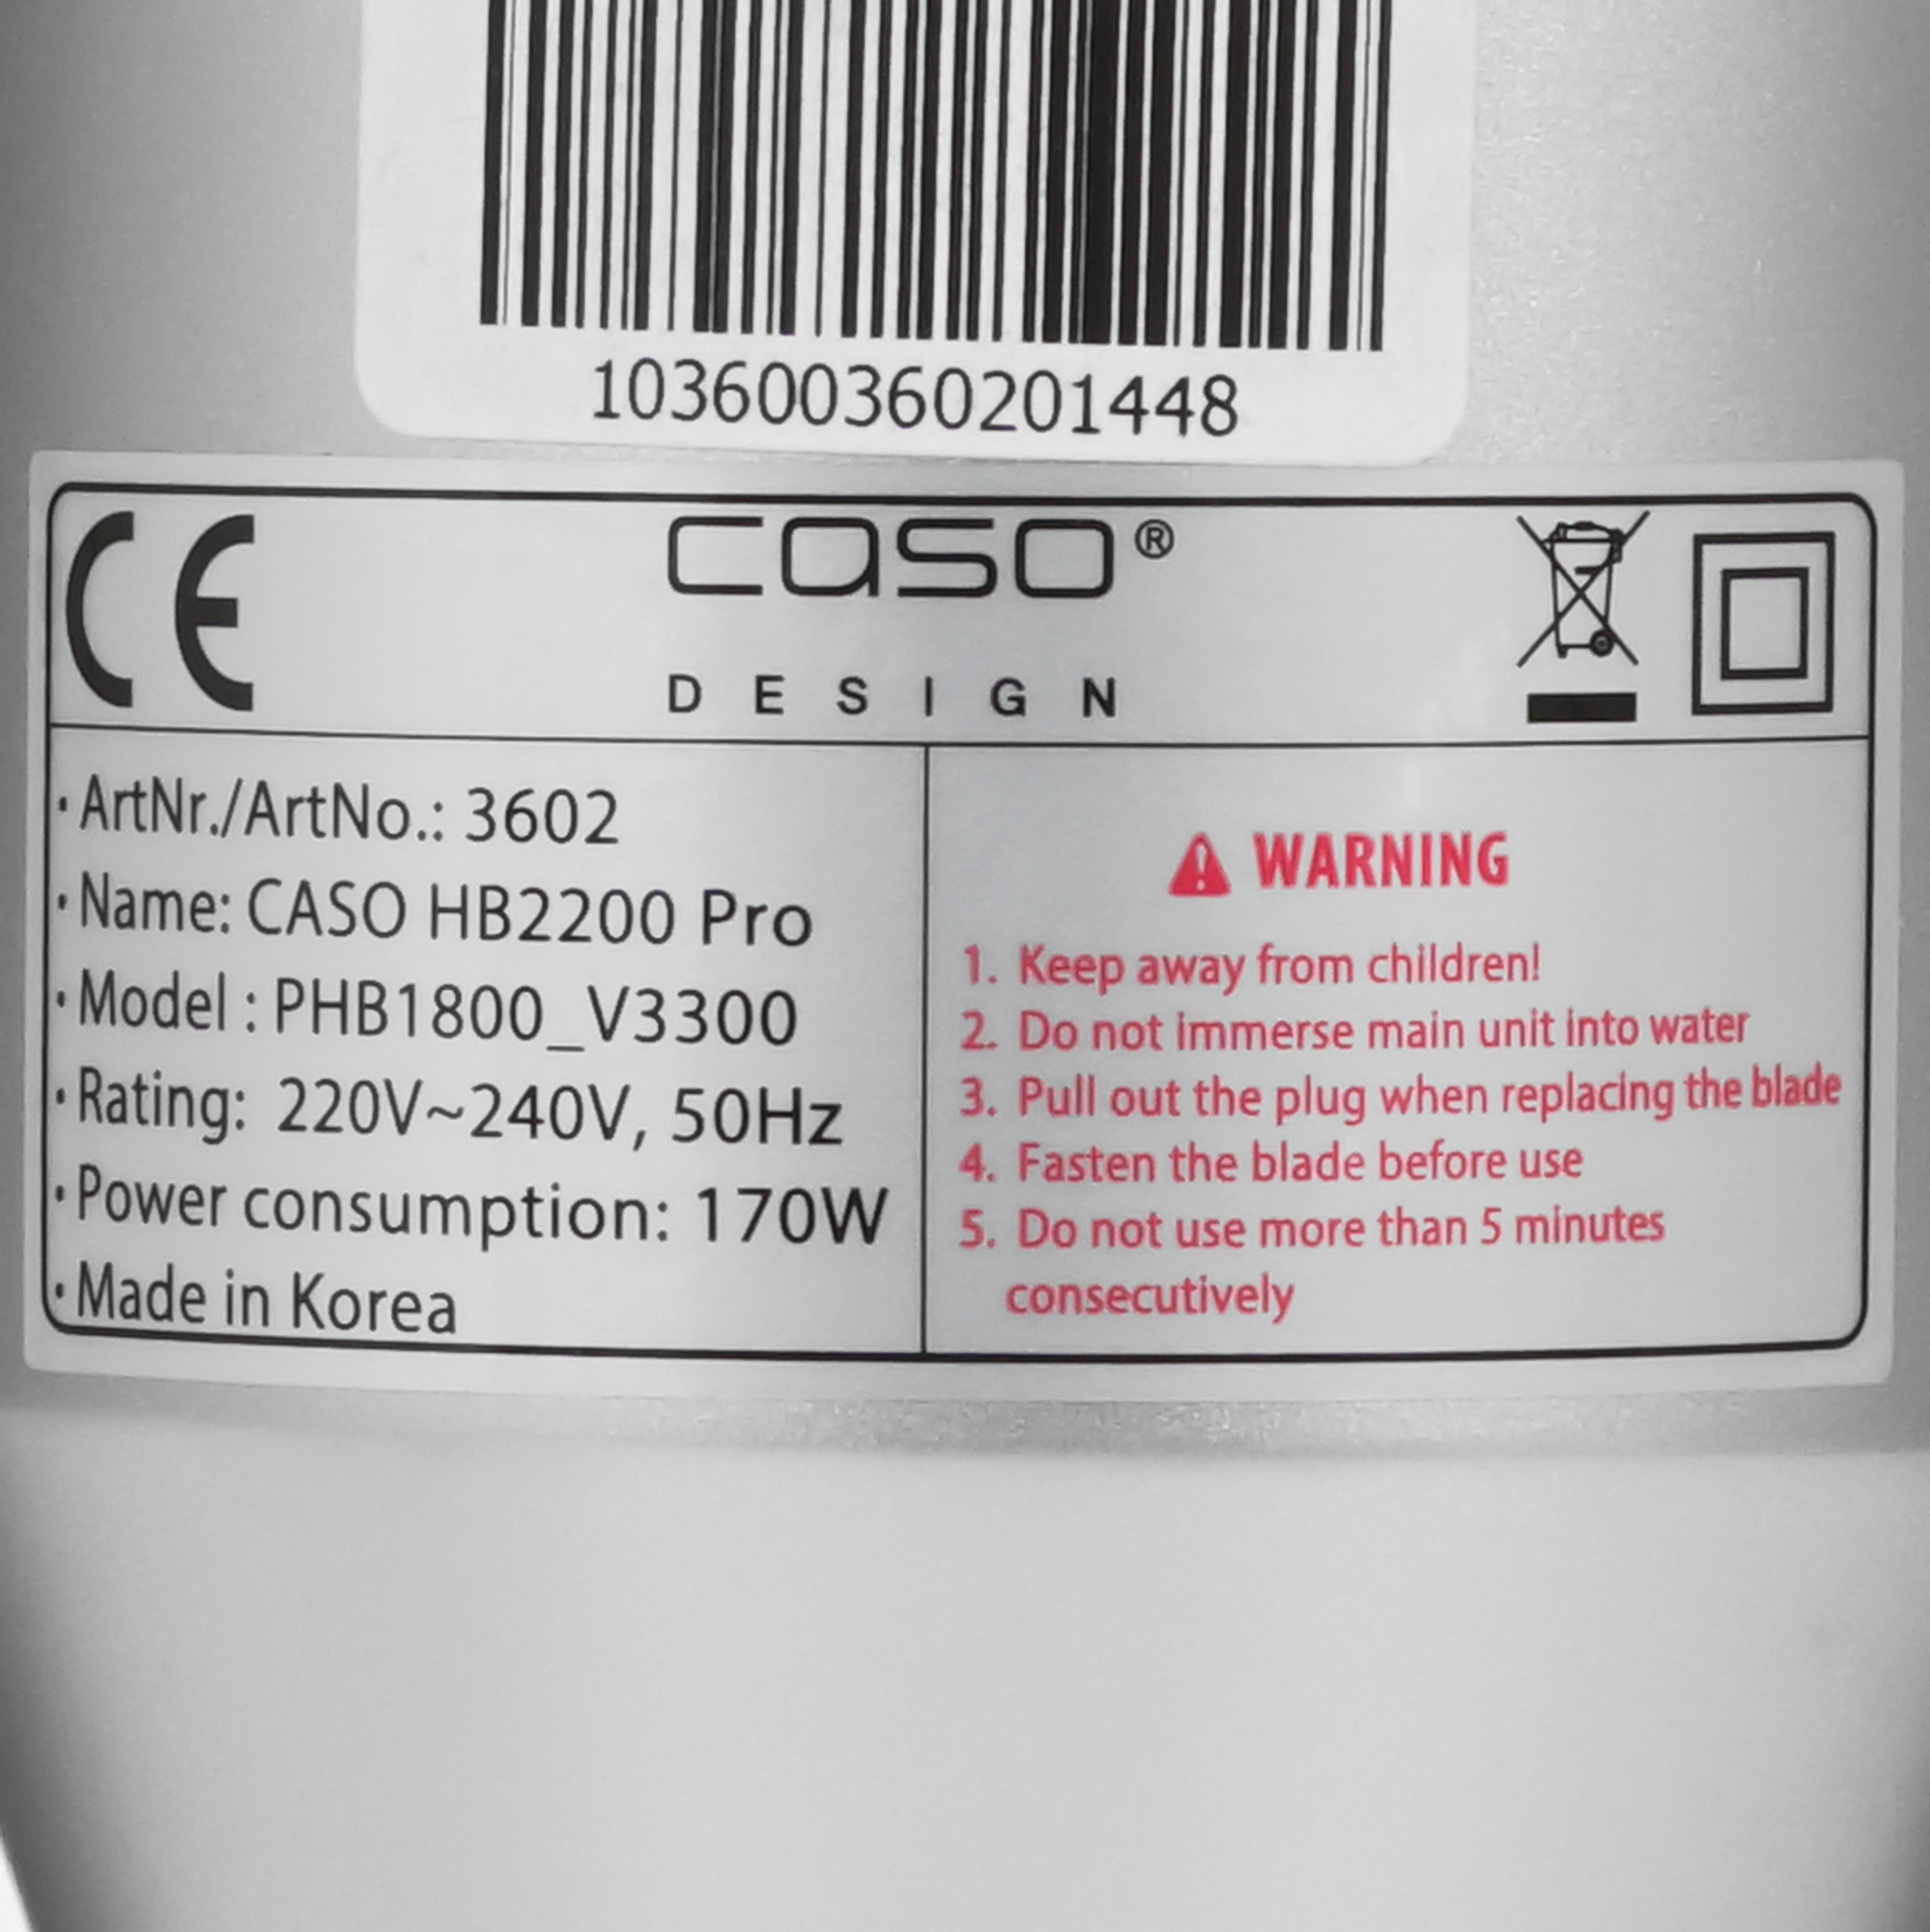 103600360201448
CE
caso®
DESIGN
· ArtNr./ArtNo.: 3602
· Name: CASO HB2200 Pro
· Model : PHB1800_V3300
· Rating: 220V~240V, 50Hz
· Power consumption: 170W
· Made in Korea
WARNING
1. Keep away from children!
2. Do not immerse main unit into water
3. Pull out the plug when replacing the blade
4. Fasten the blade before use
5. Do not use more than 5 minutes
consecutively